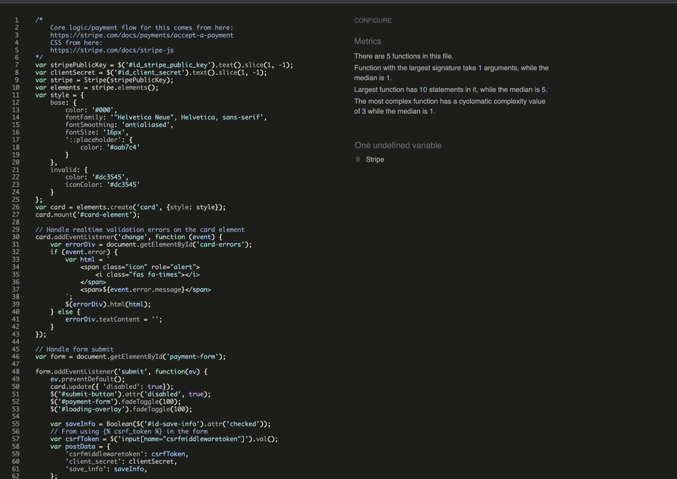 1 /*
2 Core logic/payment flow for this comes from here:
3 https://stripe.com/docs/payments/accept-a-payment
4 CSS from here:
5 https://stripe.com/docs/stripe-js
6 */
7 var stripePublicKey = $('#id_stripe_public_key').text().slice(1, -1);
8 var clientSecret = $('#id_client_secret').text().slice(1, -1);
9 var stripe = Stripe(stripePublicKey);
10 var elements = stripe.elements();
11 var style = {
12 base: {
13 color: '#000',
14 fontFamily: '"Helvetica Neue", Helvetica, sans-serif',
15 fontSmoothing: 'antialiased',
16 fontSize: '16px',
17 '::placeholder': {
18 color: '#aab7c4'
19 }
20 },
21 invalid: {
22 color: '#dc3545',
23 iconColor: '#dc3545'
24 }
25 };
26 var card = elements.create('card', {style: style});
27 card.mount('#card-element');
28
29 // Handle realtime validation errors on the card element
30 card.addEventListener('change', function (event) {
31 var errorDiv = document.getElementById('card-errors');
32 if (event.error) {
33 var html = `
34 <span class="icon" role="alert">
35 <i class="fas fa-times"></i>
36 </span>
37 <span>${event.error.message}</span>
38 `;
39 $(errorDiv).html(html);
40 } else {
41 errorDiv.textContent = '';
42 }
43 });
44
45 // Handle form submit
46 var form = document.getElementById('payment-form');
47
48 form.addEventListener('submit', function(ev) {
49 ev.preventDefault();
50 card.update({ 'disabled': true});
51 $('#submit-button').attr('disabled', true);
52 $('#payment-form').fadeToggle(100);
53 $('#loading-overlay').fadeToggle(100);
54
55 var saveInfo = Boolean($('#id-save-info').attr('checked'));
56 // From using {% csrf_token %} in the form
57 var csrfToken = $('input[name="csrfmiddlewaretoken"]').val();
58 var postData = {
59 'csrfmiddlewaretoken': csrfToken,
60 'client_secret': clientSecret,
61 'save_info': saveInfo,
62 };
CONFIGURE
Metrics
There are 5 functions in this file.
Function with the largest signature take 1 arguments, while the
median is 1.
Largest function has 10 statements in it, while the median is 5.
The most complex function has a cyclomatic complexity value
of 3 while the median is 1.
One undefined variable
9 Stripe